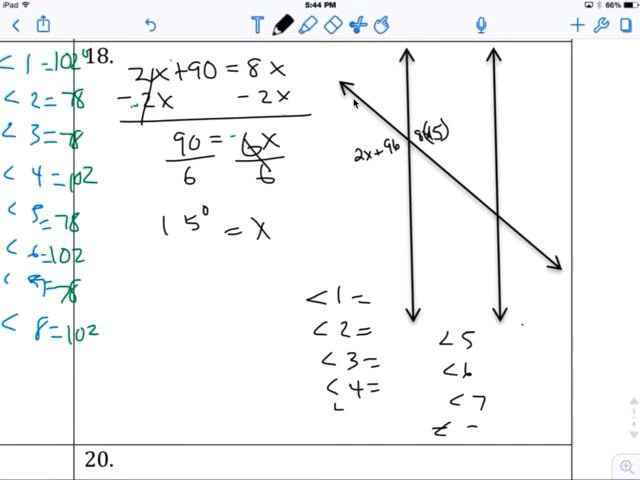 iPad
5:44 PM
66%
T
< 1 = 102°
< 2 = 78
< 3 = 78
< 4 = 102
< 5 = 78
< 6 = 102
< 7 = 78
< 8 = 102
18.
2x + 90 = 8x
- 2x - 2x
90 = 6x
6 6
15° = x
2x + 96
8(15)
< 1 =
< 2 =
< 3 =
< 4 =
< 5
< 6
< 7
20.